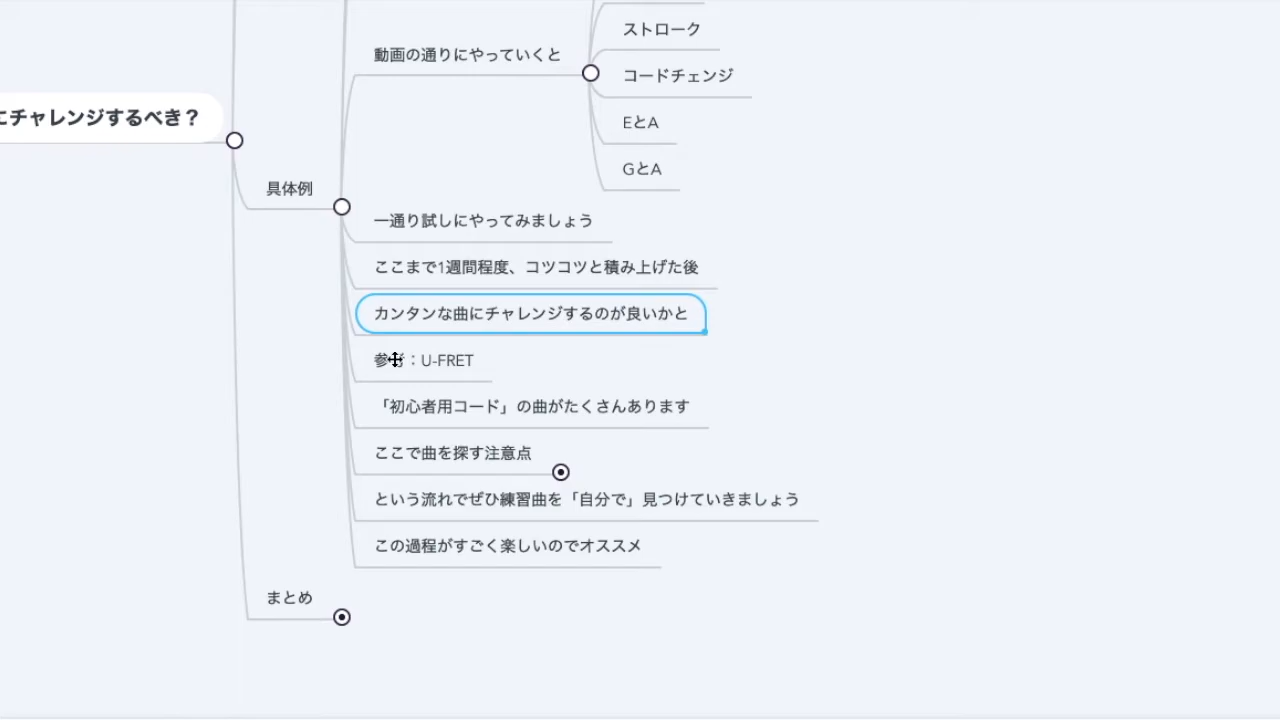 ストローク
動画の通りにやっていくと
コードチェンジ
にチャレンジするべき？
EとA
GとA
具体例
一通り試しにやってみましょう
ここまで1週間程度、コツコツと積み上げた後
カンタンな曲にチャレンジするのが良いかと
参考：U-FRET
「初心者用コード」の曲がたくさんあります
ここで曲を探す注意点
という流れでぜひ練習曲を「自分で」見つけていきましょう
この過程がすごく楽しいのでオススメ
まとめ